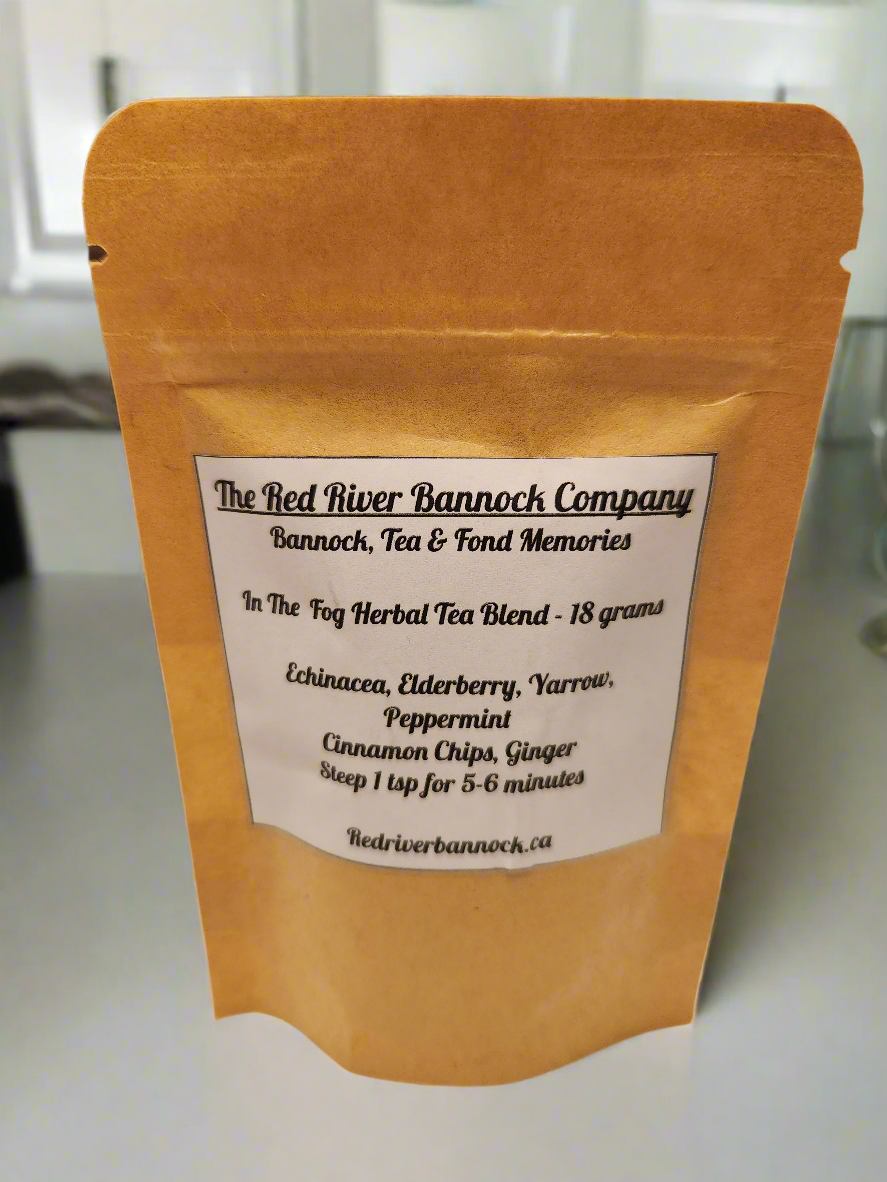 The Red River Bannock Company
Bannock, Tea & Fond Memories
In The Fog Herbal Tea Blend - 18 grams
Echinacea, Elderberry, Yarrow,
Peppermint
Cinnamon Chips, Ginger
Steep 1 tsp for 5-6 minutes
Redriverbannock.ca